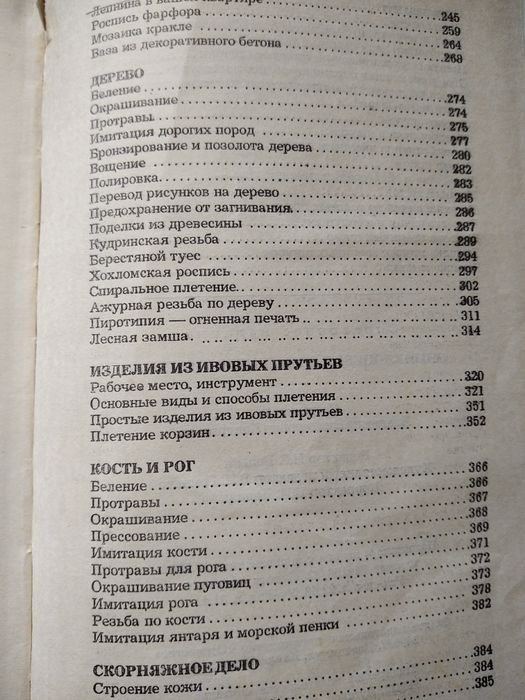 Лепнина в вашей квартире . . . 245
Роспись фарфора . . . 259
Мозаика кракле . . . 264
Ваза из декоративного бетона . . . 268
ДЕРЕВО
Беление . . . 274
Окрашивание . . . 274
Протравы. . . 275
Имитация дорогих пород . . . 277
Бронзирование и позолота дерева . . . 280
Вощение . . . 282
Полировка. . . 283
Перевод рисунков на дерево . . . 285
Предохранение от загнивания. . . 286
Поделки из древесины . . . 287
Кудринская резьба . . . 289
Берестяной туес . . . 294
Хохломская роспись . . . 297
Спиральное плетение. . . 302
Ажурная резьба по дереву . . . 305
Пиротипия — огненная печать . . . 311
Лесная замша. . . 314
ИЗДЕЛИЯ ИЗ ИВОВЫХ ПРУТЬЕВ
Рабочее место, инструмент . . . 320
Основные виды и способы плетения . . . 321
Простые изделия из ивовых прутьев . . . 351
Плетение корзин . . . 352
КОСТЬ И РОГ
Беление . . . 366
Протравы . . . 366
Окрашивание . . . 367
Прессование . . . 368
Имитация кости . . . 369
Протравы для рога . . . 371
Окрашивание пуговиц . . . 372
Имитация рога . . . 373
Резьба по кости . . . 378
Имитация янтаря и морской пенки . . . 382
СКОРНЯЖНОЕ ДЕЛО
Строение кожи . . . 384
384
385